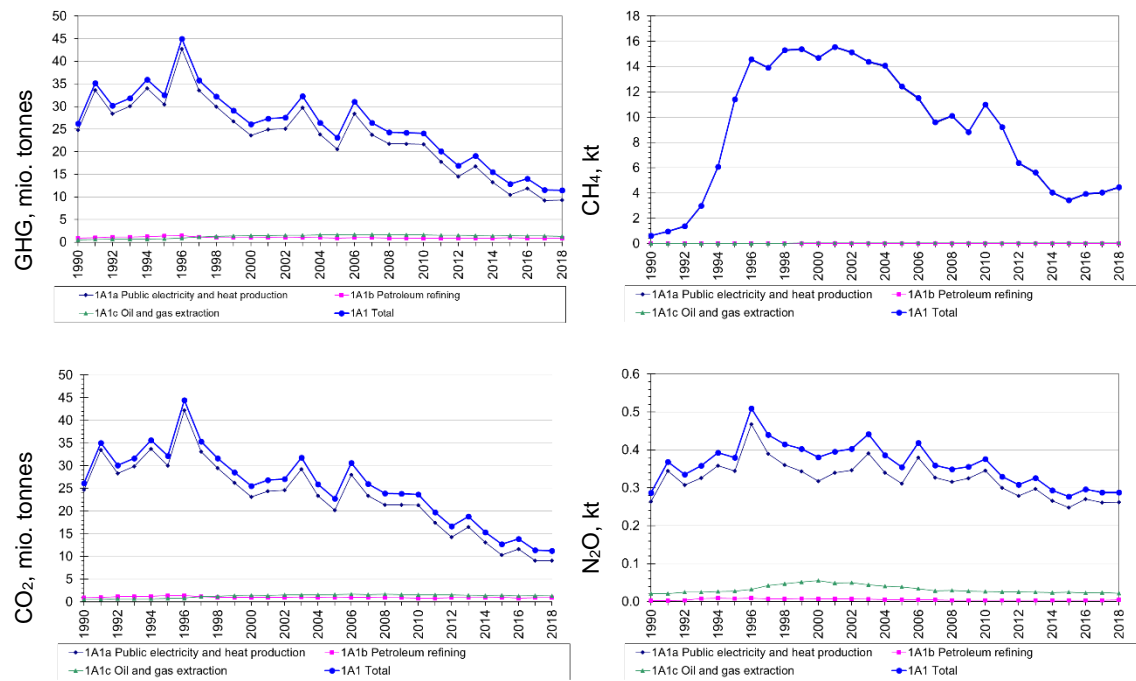 GHG, mio. tonnes
50
45
40
35
30
25
20
15
10
5
0
1990 1992 1994 1996 1998 2000 2002 2004 2006 2008 2010 2012 2014 2016 2018
1A1a Public electricity and heat production 1A1b Petroleum refining
1A1c Oil and gas extraction 1A1 Total
CH₄, kt
18
16
14
12
10
8
6
4
2
0
1990 1992 1994 1996 1998 2000 2002 2004 2006 2008 2010 2012 2014 2016 2018
1A1a Public electricity and heat production 1A1b Petroleum refining
1A1c Oil and gas extraction 1A1 Total
CO₂, mio. tonnes
50
45
40
35
30
25
20
15
10
5
0
1990 1992 1994 1996 1998 2000 2002 2004 2006 2008 2010 2012 2014 2016 2018
1A1a Public electricity and heat production 1A1b Petroleum refining
1A1c Oil and gas extraction 1A1 Total
N₂O, kt
0.6
0.5
0.4
0.3
0.2
0.1
0.0
1990 1992 1994 1996 1998 2000 2002 2004 2006 2008 2010 2012 2014 2016 2018
1A1a Public electricity and heat production 1A1b Petroleum refining
1A1c Oil and gas extraction 1A1 Total